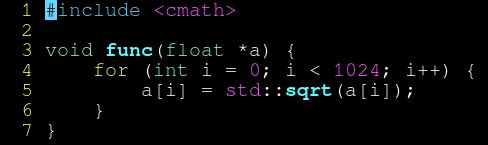 1 #include <cmath>
2
3 void func(float *a) {
4     for (int i = 0; i < 1024; i++) {
5         a[i] = std::sqrt(a[i]);
6     }
7 }